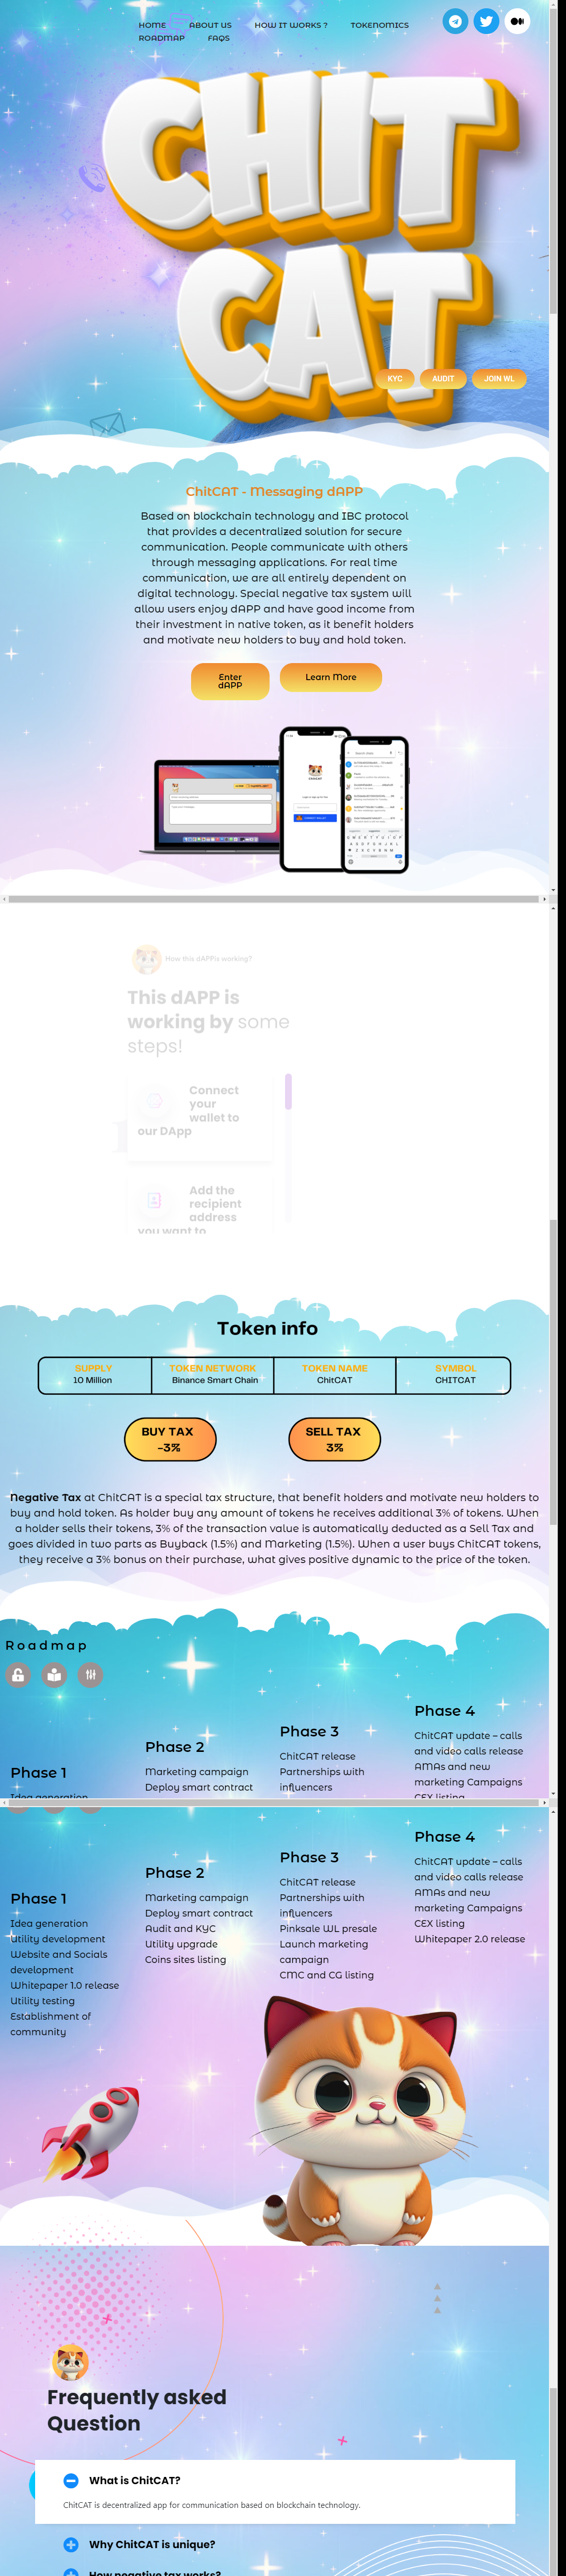 HOME ABOUT US HOW IT WORKS ? TOKENOMICS
ROADMAP FAQS
CHIT
CAT
KYC AUDIT JOIN WL
ChitCAT - Messaging dAPP
Based on blockchain technology and IBC protocol
that provides a decentralized solution for secure
communication. People communicate with others
through messaging applications. For real time
communication, we are all entirely dependent on
digital technology. Special negative tax system will
allow users enjoy dAPP and have good income from
their investment in native token, as it benefit holders
and motivate new holders to buy and hold token.
Enter
dAPP
Learn More
How this dAPPis working?
This dAPP is
working by some
steps!
Connect
your
wallet to
our DApp
Add the
recipient
address
you want to
Token info
SUPPLY TOKEN NETWORK TOKEN NAME SYMBOL
10 Million Binance Smart Chain ChitCAT CHITCAT
BUY TAX SELL TAX
-3% 3%
Negative Tax at ChitCAT is a special tax structure, that benefit holders and motivate new holders to
buy and hold token. As holder buy any amount of tokens he receives additional 3% of tokens. When
a holder sells their tokens, 3% of the transaction value is automatically deducted as a Sell Tax and
goes divided in two parts as Buyback (1.5%) and Marketing (1.5%). When a user buys ChitCAT tokens,
they receive a 3% bonus on their purchase, what gives positive dynamic to the price of the token.
Roadmap
Phase 1
Idea generation
Phase 2
Marketing campaign
Deploy smart contract
Phase 3
ChitCAT release
Partnerships with
influencers
Phase 4
ChitCAT update – calls
and video calls release
AMAs and new
marketing Campaigns
CEX listing
Phase 1
Idea generation
Utility development
Website and Socials
development
Whitepaper 1.0 release
Utility testing
Establishment of
community
Phase 2
Marketing campaign
Deploy smart contract
Audit and KYC
Utility upgrade
Coins sites listing
Phase 3
ChitCAT release
Partnerships with
influencers
Pinksale WL presale
Launch marketing
campaign
CMC and CG listing
Phase 4
ChitCAT update – calls
and video calls release
AMAs and new
marketing Campaigns
CEX listing
Whitepaper 2.0 release
Frequently asked
Question
What is ChitCAT?
ChitCAT is decentralized app for communication based on blockchain technology.
Why ChitCAT is unique?
How negative tax works?